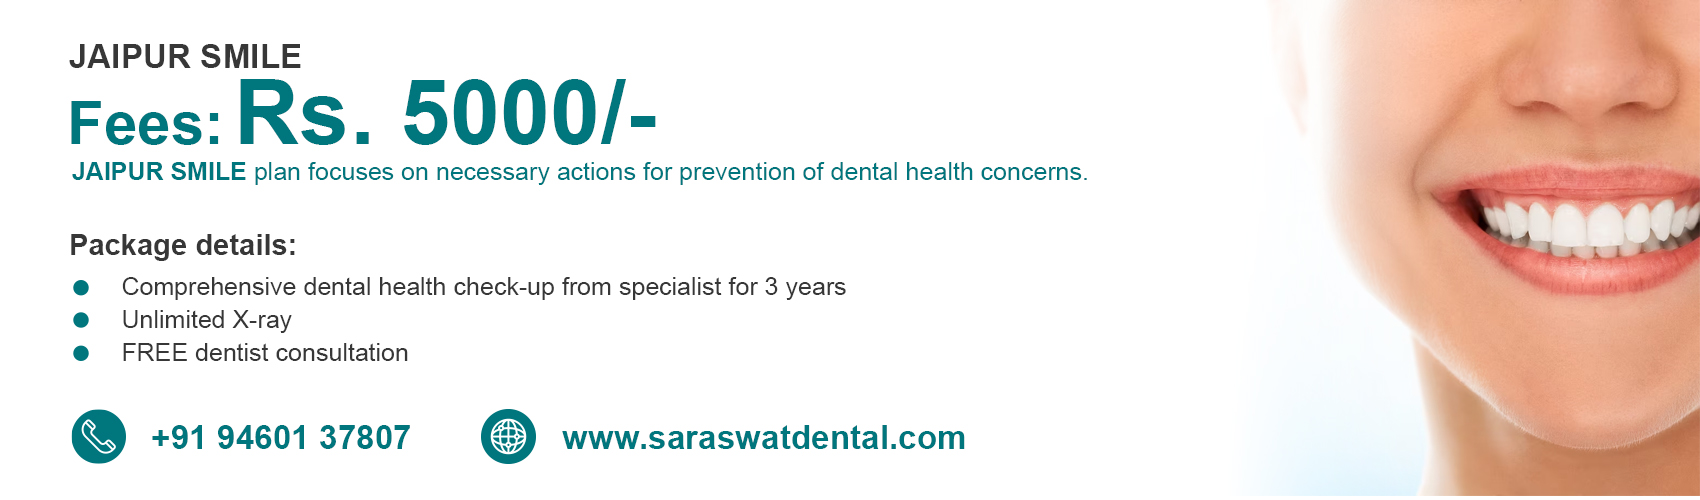 JAIPUR SMILE
Fees: Rs. 5000/-
JAIPUR SMILE plan focuses on necessary actions for prevention of dental health concerns.
Package details:
Comprehensive dental health check-up from specialist for 3 years
Unlimited X-ray
FREE dentist consultation
+91 94601 37807 www.saraswatdental.com